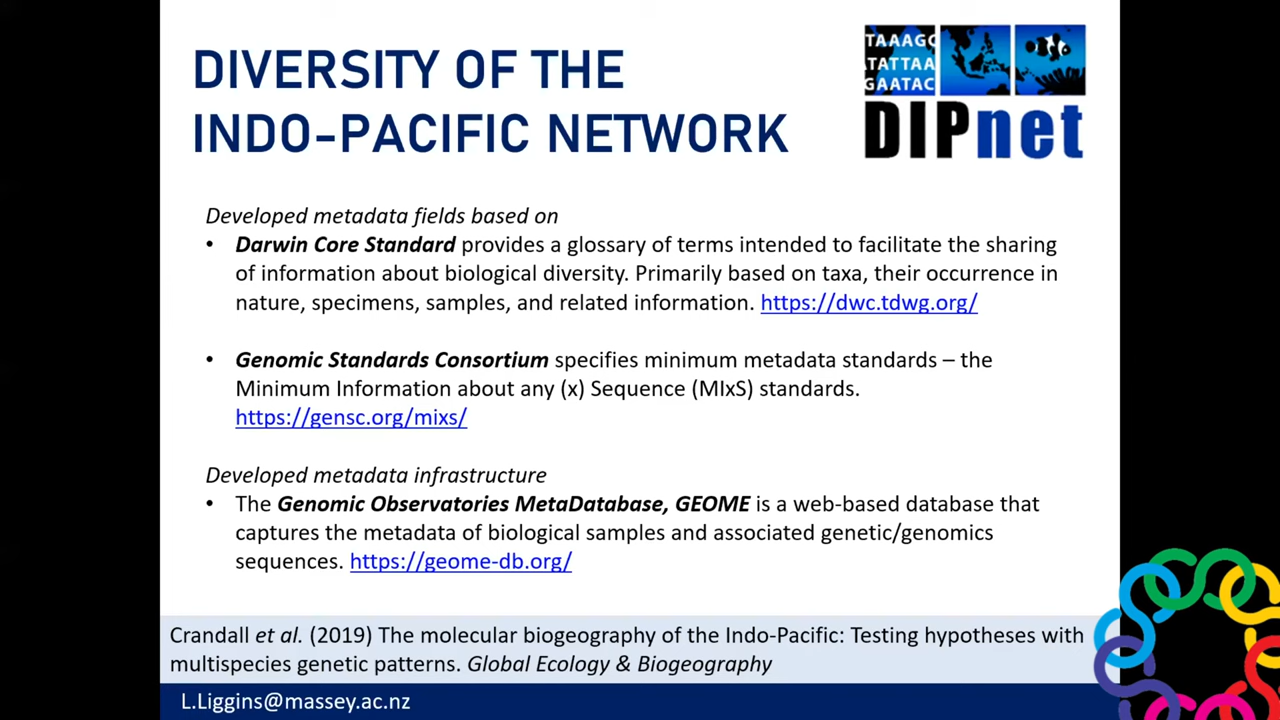 DIVERSITY OF THE
INDO-PACIFIC NETWORK
TAAAGC
TATTAA
GAATAC
DIPnet
Developed metadata fields based on
• Darwin Core Standard provides a glossary of terms intended to facilitate the sharing
of information about biological diversity. Primarily based on taxa, their occurrence in
nature, specimens, samples, and related information. https://dwc.tdwg.org/
• Genomic Standards Consortium specifies minimum metadata standards – the
Minimum Information about any (x) Sequence (MIxS) standards.
https://gensc.org/mixs/
Developed metadata infrastructure
• The Genomic Observatories MetaDatabase, GEOME is a web-based database that
captures the metadata of biological samples and associated genetic/genomics
sequences. https://geome-db.org/
Crandall et al. (2019) The molecular biogeography of the Indo-Pacific: Testing hypotheses with
multispecies genetic patterns. Global Ecology & Biogeography
L.Liggins@massey.ac.nz